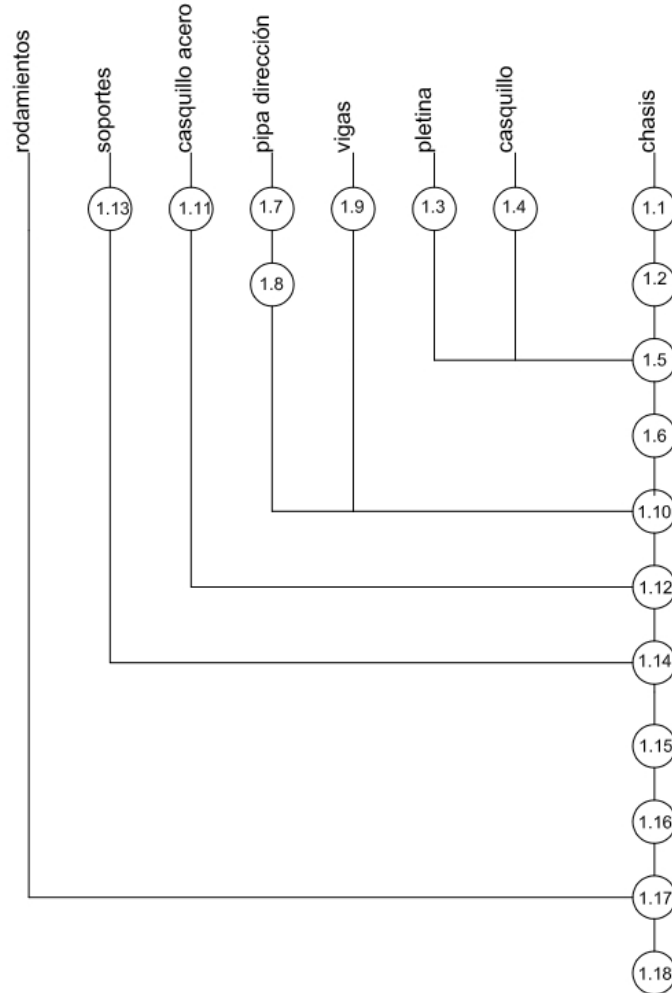 rodamientos
soportes
casquillo acero
pipa dirección
vigas
pletina
casquillo
chasis
1.13
1.11
1.7
1.9
1.3
1.4
1.1
1.8
1.2
1.5
1.6
1.10
1.12
1.14
1.15
1.16
1.17
1.18